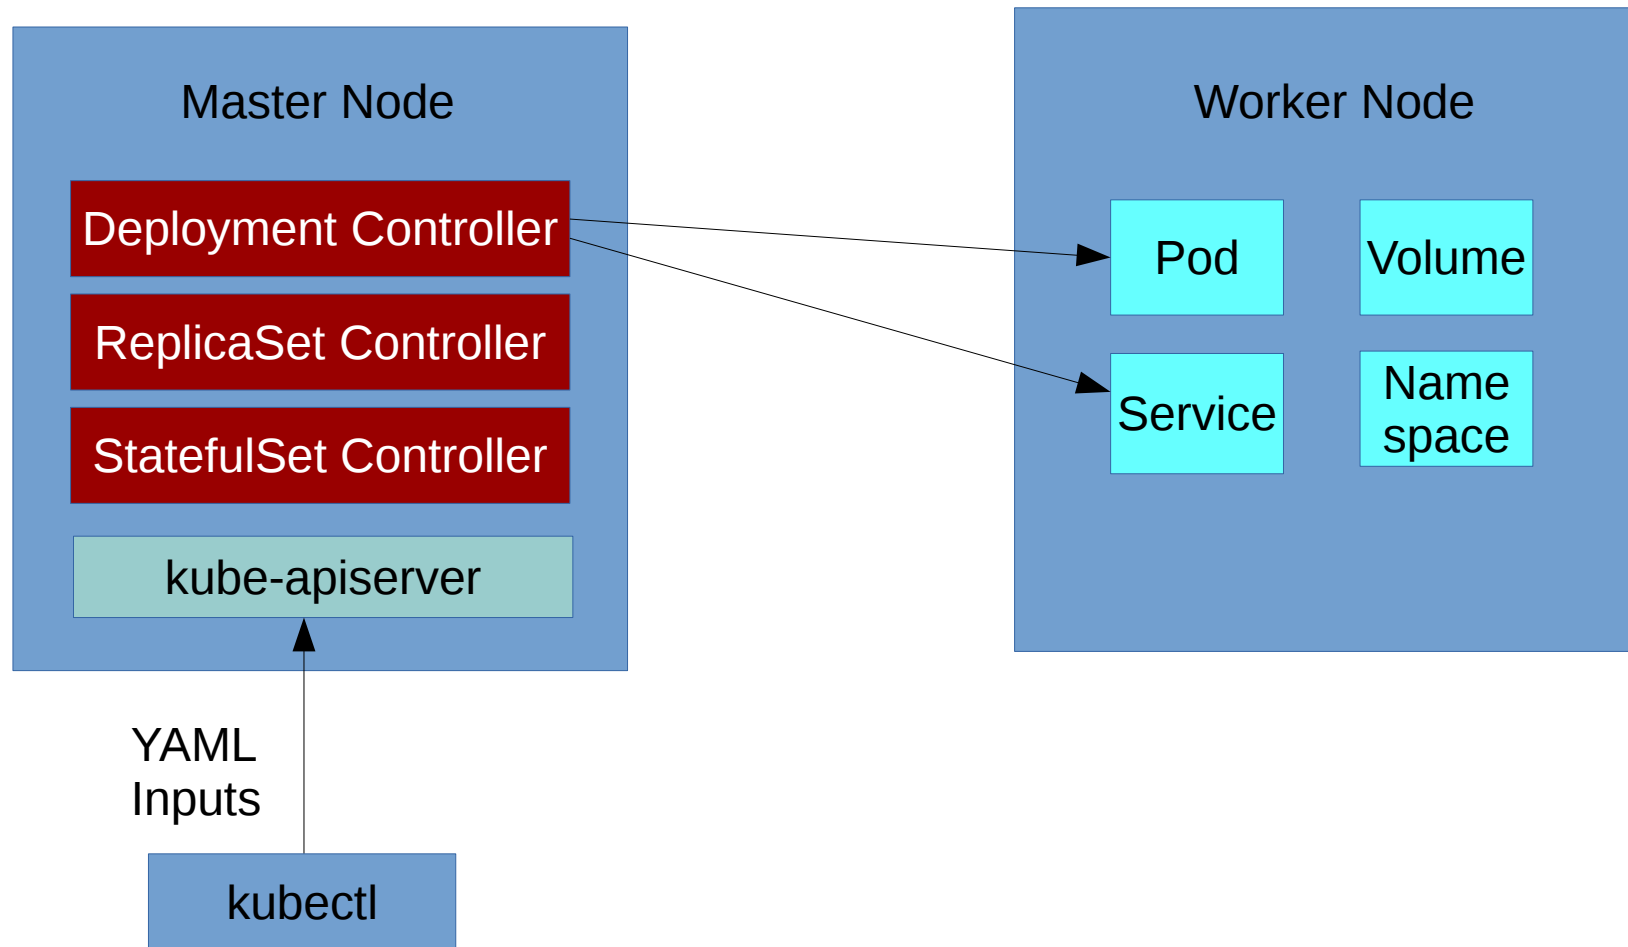 Master Node
Deployment Controller
ReplicaSet Controller
StatefulSet Controller
kube-apiserver
YAML
Inputs
kubectl
Worker Node
Pod
Volume
Service
Name
space